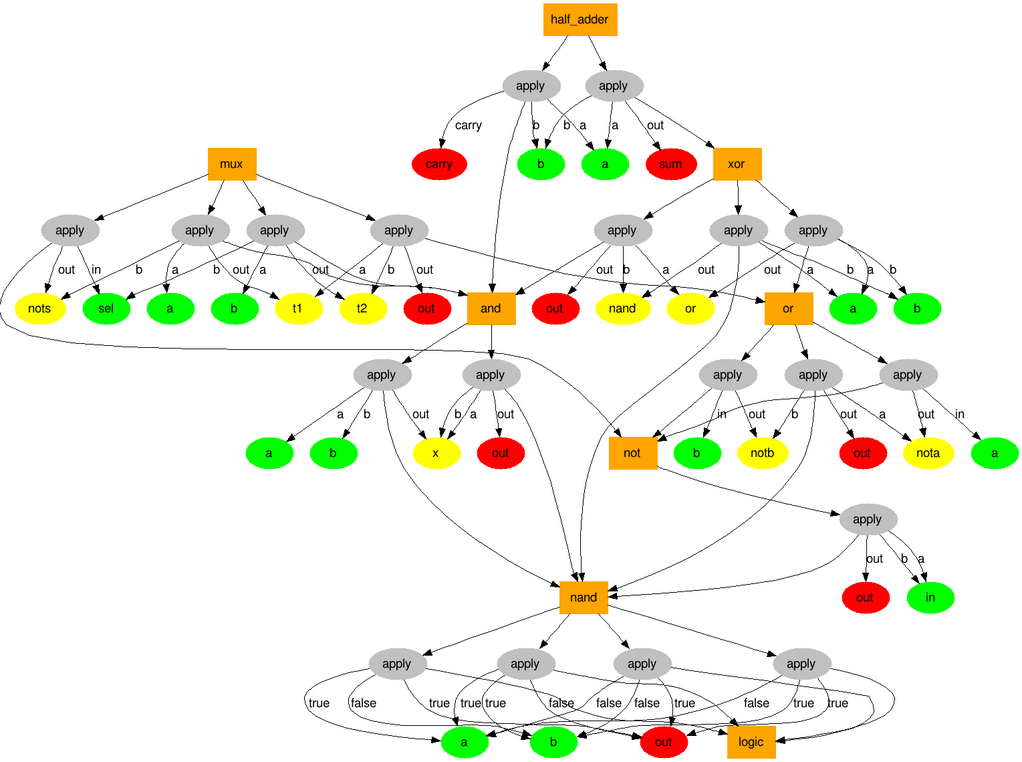 half_adder
apply apply
carry b b a a out
mux carry b a sum xor
apply apply apply apply apply apply apply
out in b a b out a out a b out out b a out a b a b
nots sel a b t1 t2 out and out nand or or a b
apply apply apply apply apply
a b out b a out in out b out a out in
a b x out not b notb out nota a
apply
out b a
nand out in
apply apply apply apply
true false true true true false false false false true true
a b out logic